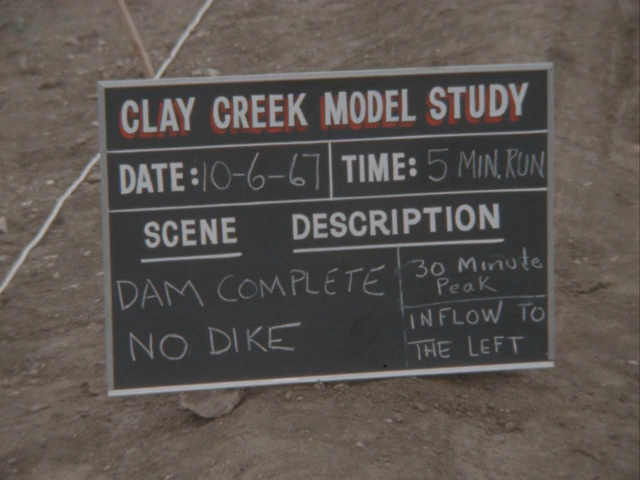 CLAY CREEK MODEL STUDY
DATE: 10-6-67 TIME: 5 MIN. RUN
SCENE DESCRIPTION
DAM COMPLETE
NO DIKE
30 Minute
Peak
INFLOW TO
THE LEFT